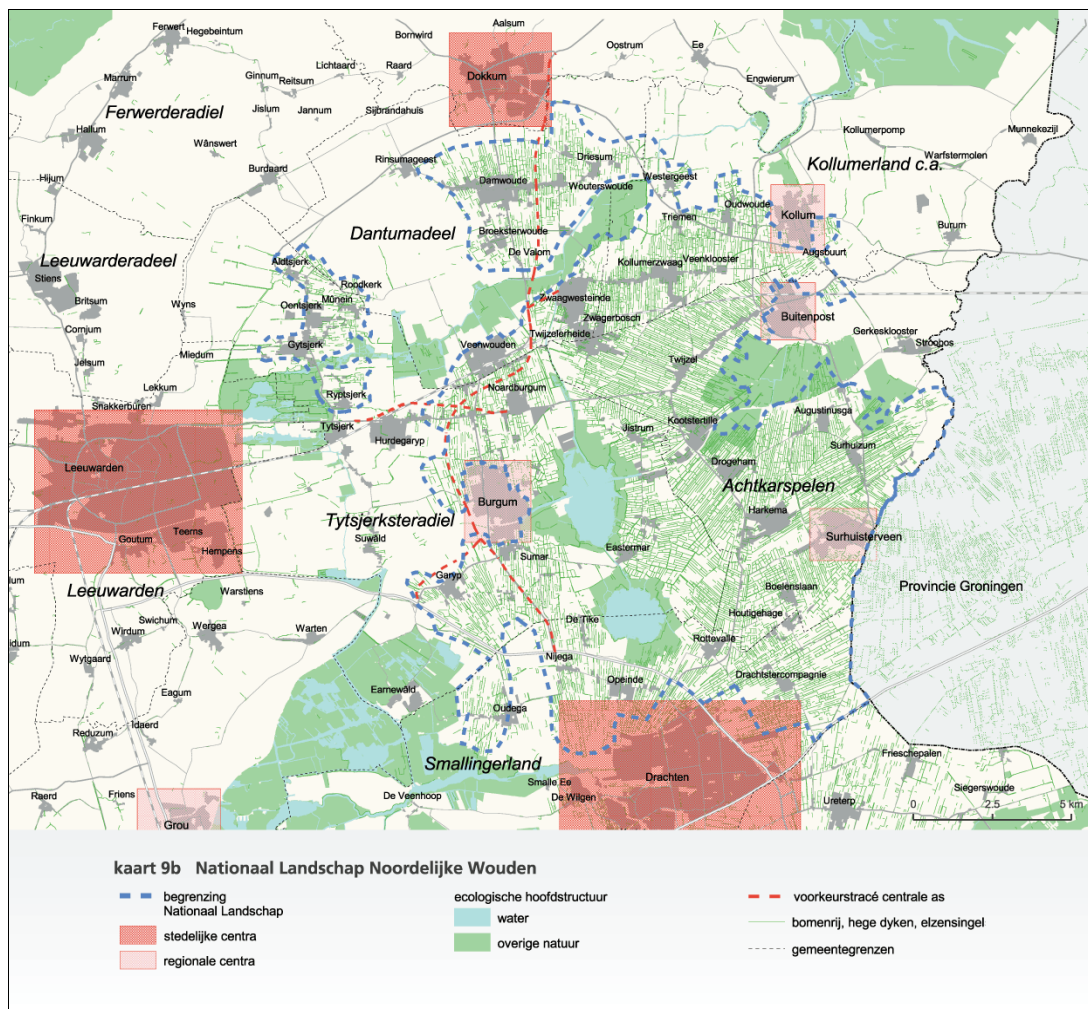 Ferwert
Hegebeintum
Bornwird
Aalsum
Oostrum
Ee
Lichtaard
Raard
Dokkum
Engwierum
Marrum
Ginnum
Reitsum
Ferwerderadiel
Jislum
Jannum
Sijbrandahuis
Hallum
Kollumerpomp
Munnekezijl
Wânswert
Driesum
Warfstermolen
Burdaard
Rinsumageest
Westergeest
Kollumerland c.a.
Hijum
Damwoude
Wouterswoude
Oudwoude
Finkum
Triemen
Kollum
Dantumadeel
Broeksterwoude
Burum
De Valom
Augsbuurt
Leeuwarderadeel
Aldtsjerk
Kollumerzwaag
Veenklooster
Stiens
Roodkerk
Britsum
Wyns
Oentsjerk
Mûnein
Zwaagwesteinde
Buitenpost
Cornjum
Zwagerbosch
Twijzelerheide
Gerkesklooster
Stroobos
Gytsjerk
Veenwouden
Jelsum
Miedum
Twijzel
Lekkum
Ryptsjerk
Noardburgum
Snakkerburen
Augustinusga
Tytsjerk
Hurdegaryp
Jistrum
Kootstertille
Surhuizum
Leeuwarden
Drogeham
Achtkarspelen
Burgum
Harkema
Tytsjerksteradiel
Teerns
Goutum
Hempens
Suwâld
Surhuisterveen
Sumar
Eastermar
lum
Garyp
Boelenslaan
Provincie Groningen
Leeuwarden
Warstiens
Swichum
Wergea
Wirdum
Warten
De Tike
Houtigehage
idum
Rottevalle
Wytgaard
Nijega
Drachtstercompagnie
Eagum
Earnewâld
Opeinde
Oudega
Idaerd
Reduzum
Smallingerland
Frieschepalen
Drachten
Smalle Ee
De Wilgen
Siegerswoude
De Veenhoop
Raerd
Friens
Ureterp
Grou
0 2.5 5 km
kaart 9b Nationaal Landschap Noordelijke Wouden
begrenzing
Nationaal Landschap
stedelijke centra
regionale centra
ecologische hoofdstructuur
water
overige natuur
voorkeurstracé centrale as
bomenrij, hege dyken, elzensingel
gemeentegrenzen